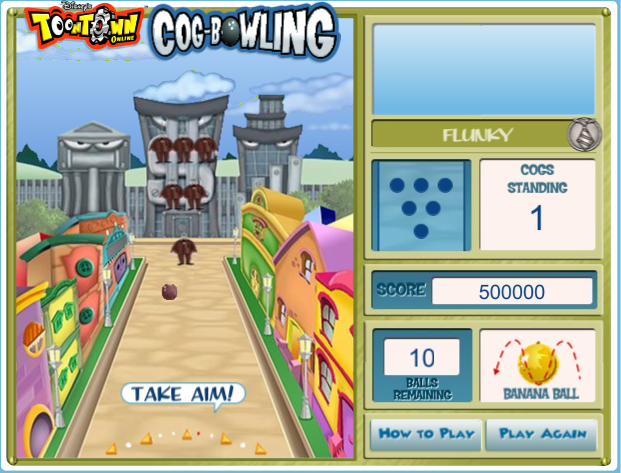 Disney's
TOONTOWN
ONLINE
COG-BOWLING
FLUNKY
COGS
STANDING
1
SCORE
500000
10
BALLS
REMAINING
BANANA BALL
TAKE AIM!
HOW TO PLAY
PLAY AGAIN